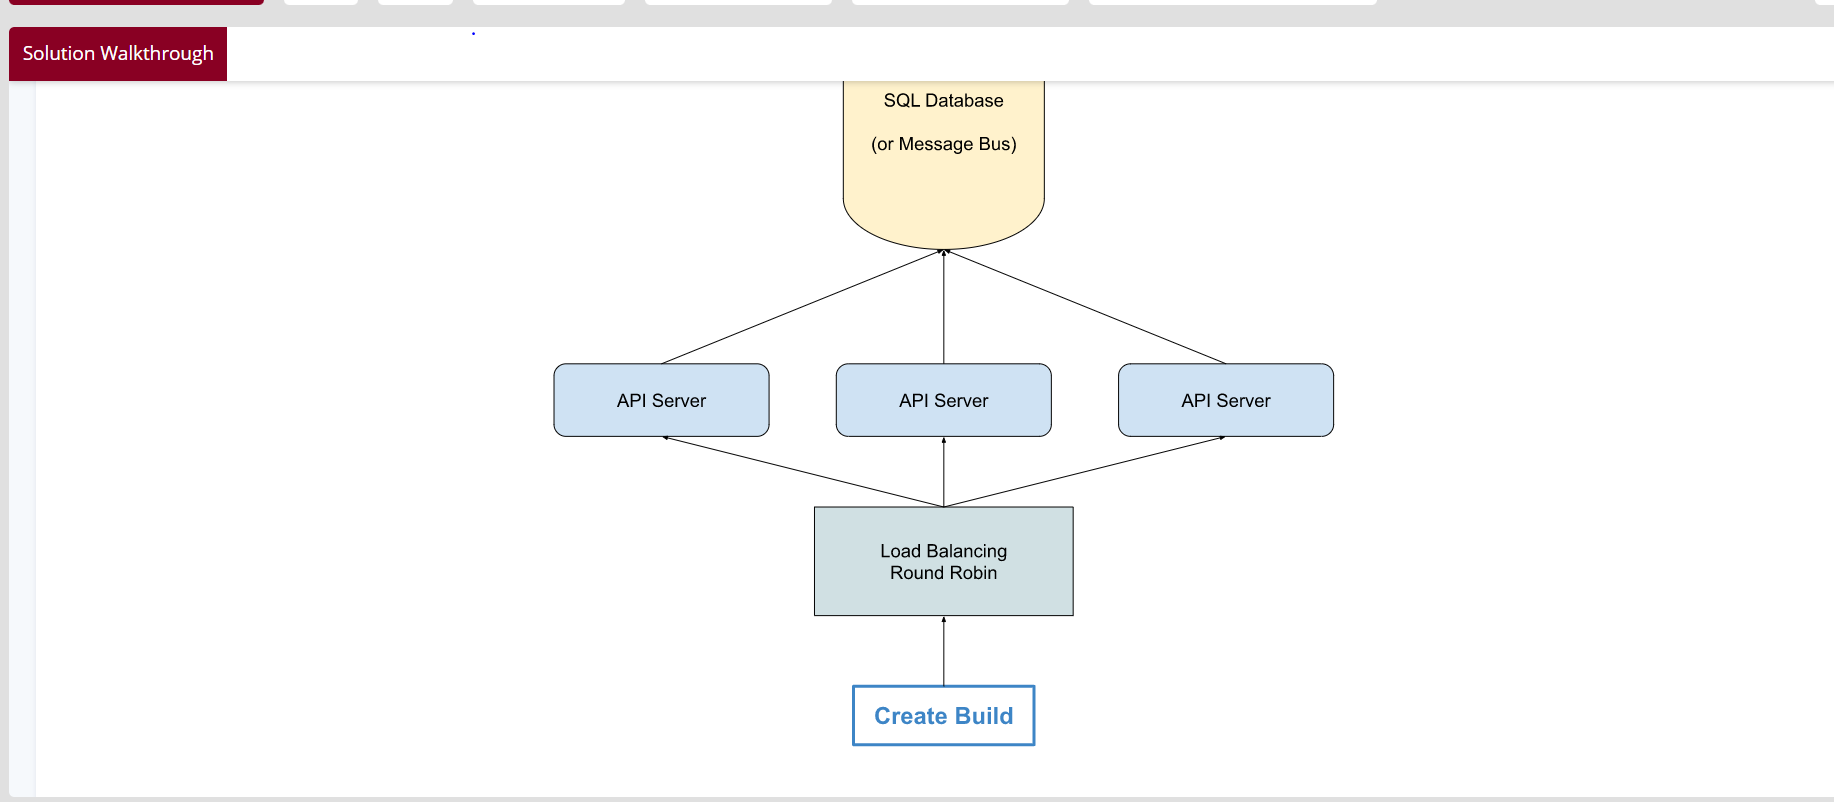 Solution Walkthrough
SQL Database
(or Message Bus)
API Server
API Server
API Server
Load Balancing
Round Robin
Create Build